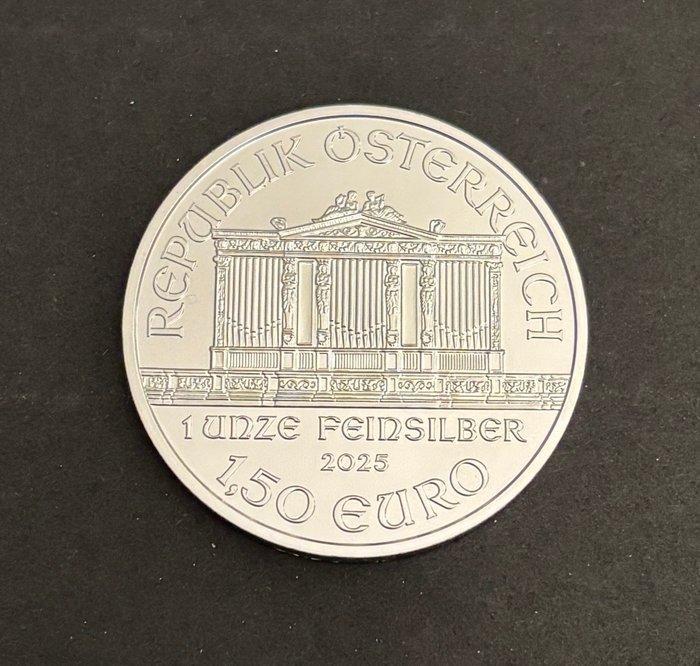 REPUBLIK ÖSTERREICH
1 UNZE FEINSILBER
2025
1,50 EURO